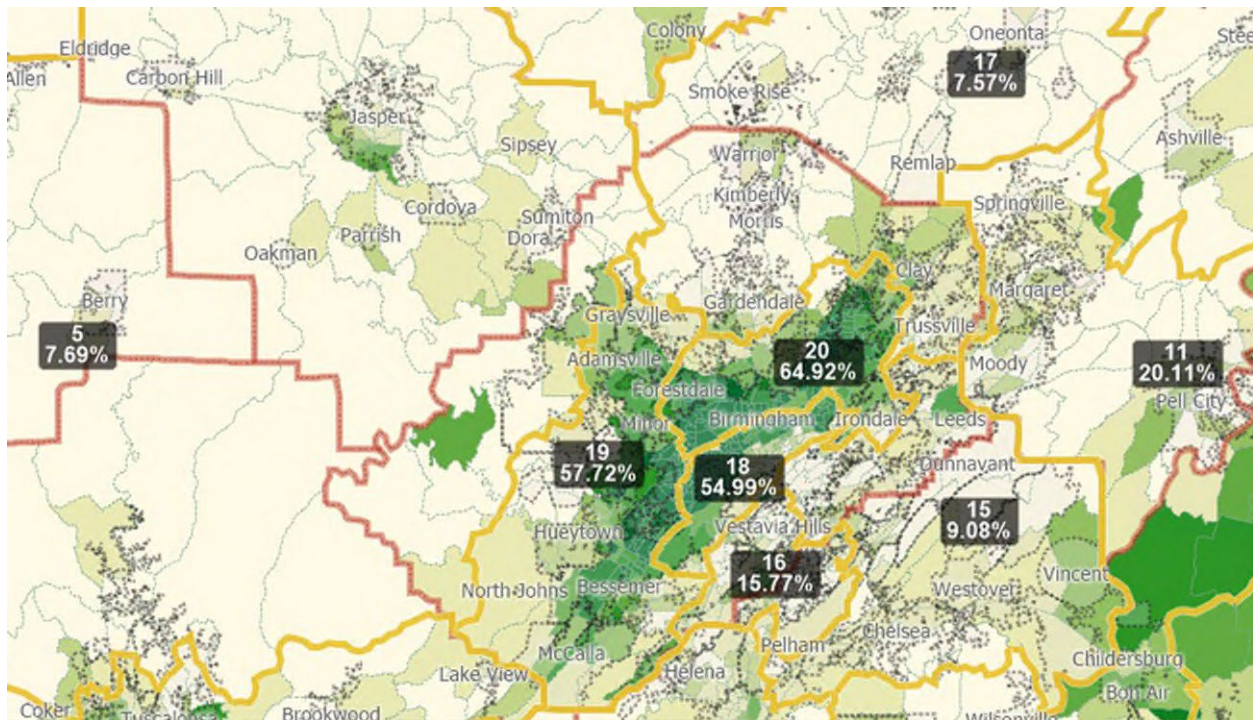 Colony
Oneonta
Stee
Eldridge
17
7.57%
Allen
Carbon Hill
Smoke Rise
Jasper
Ashville
Sipsey
Warrior
Remlap
Kimberly
Springville
Cordova
Sumiton
Morris
Parrish
Dora
Oakman
Clay
Margaret
Berry
Gardendale
Graysville
Trussville
5
7.69%
20
64.92%
11
20.11%
Adamsville
Moody
Forestdale
Pell City
Minor
Birmingham
Irondale
Leeds
19
57.72%
18
54.99%
Dunnavant
15
9.08%
Hueytown
Vestavia Hills
16
15.77%
Vincent
North Johns
Bessemer
Westover
Chelsea
Pelham
McCalla
Childersburg
Lake View
Helena
Bon Air
Coker
Tuscaloosa
Brookwood
Wilsonville